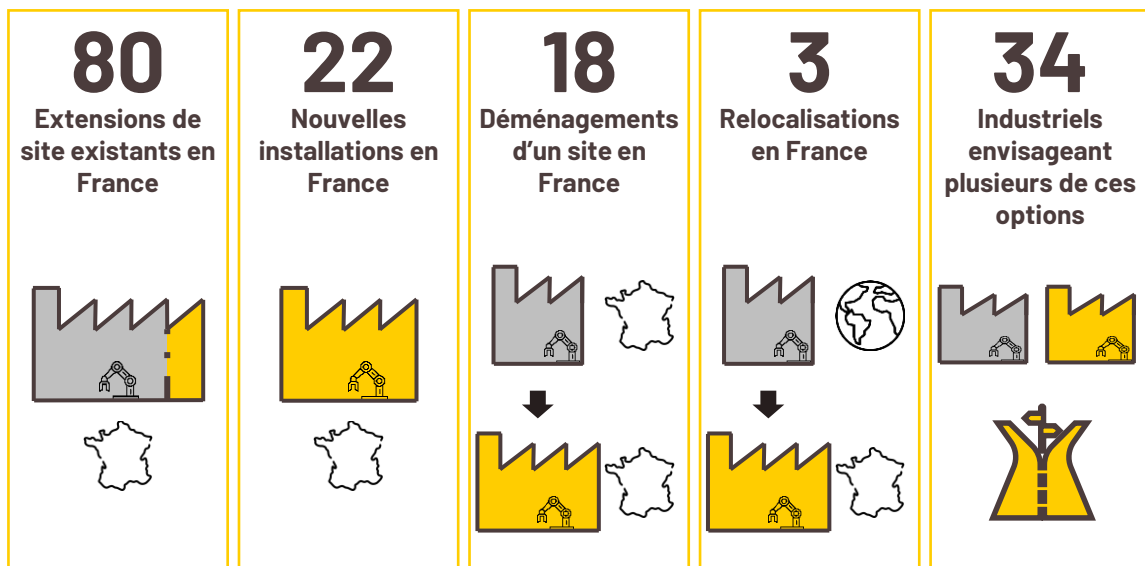 80
Extensions de
site existants en
France
22
Nouvelles
installations en
France
18
Déménagements
d’un site en
France
3
Relocalisations
en France
34
Industriels
envisageant
plusieurs de ces
options